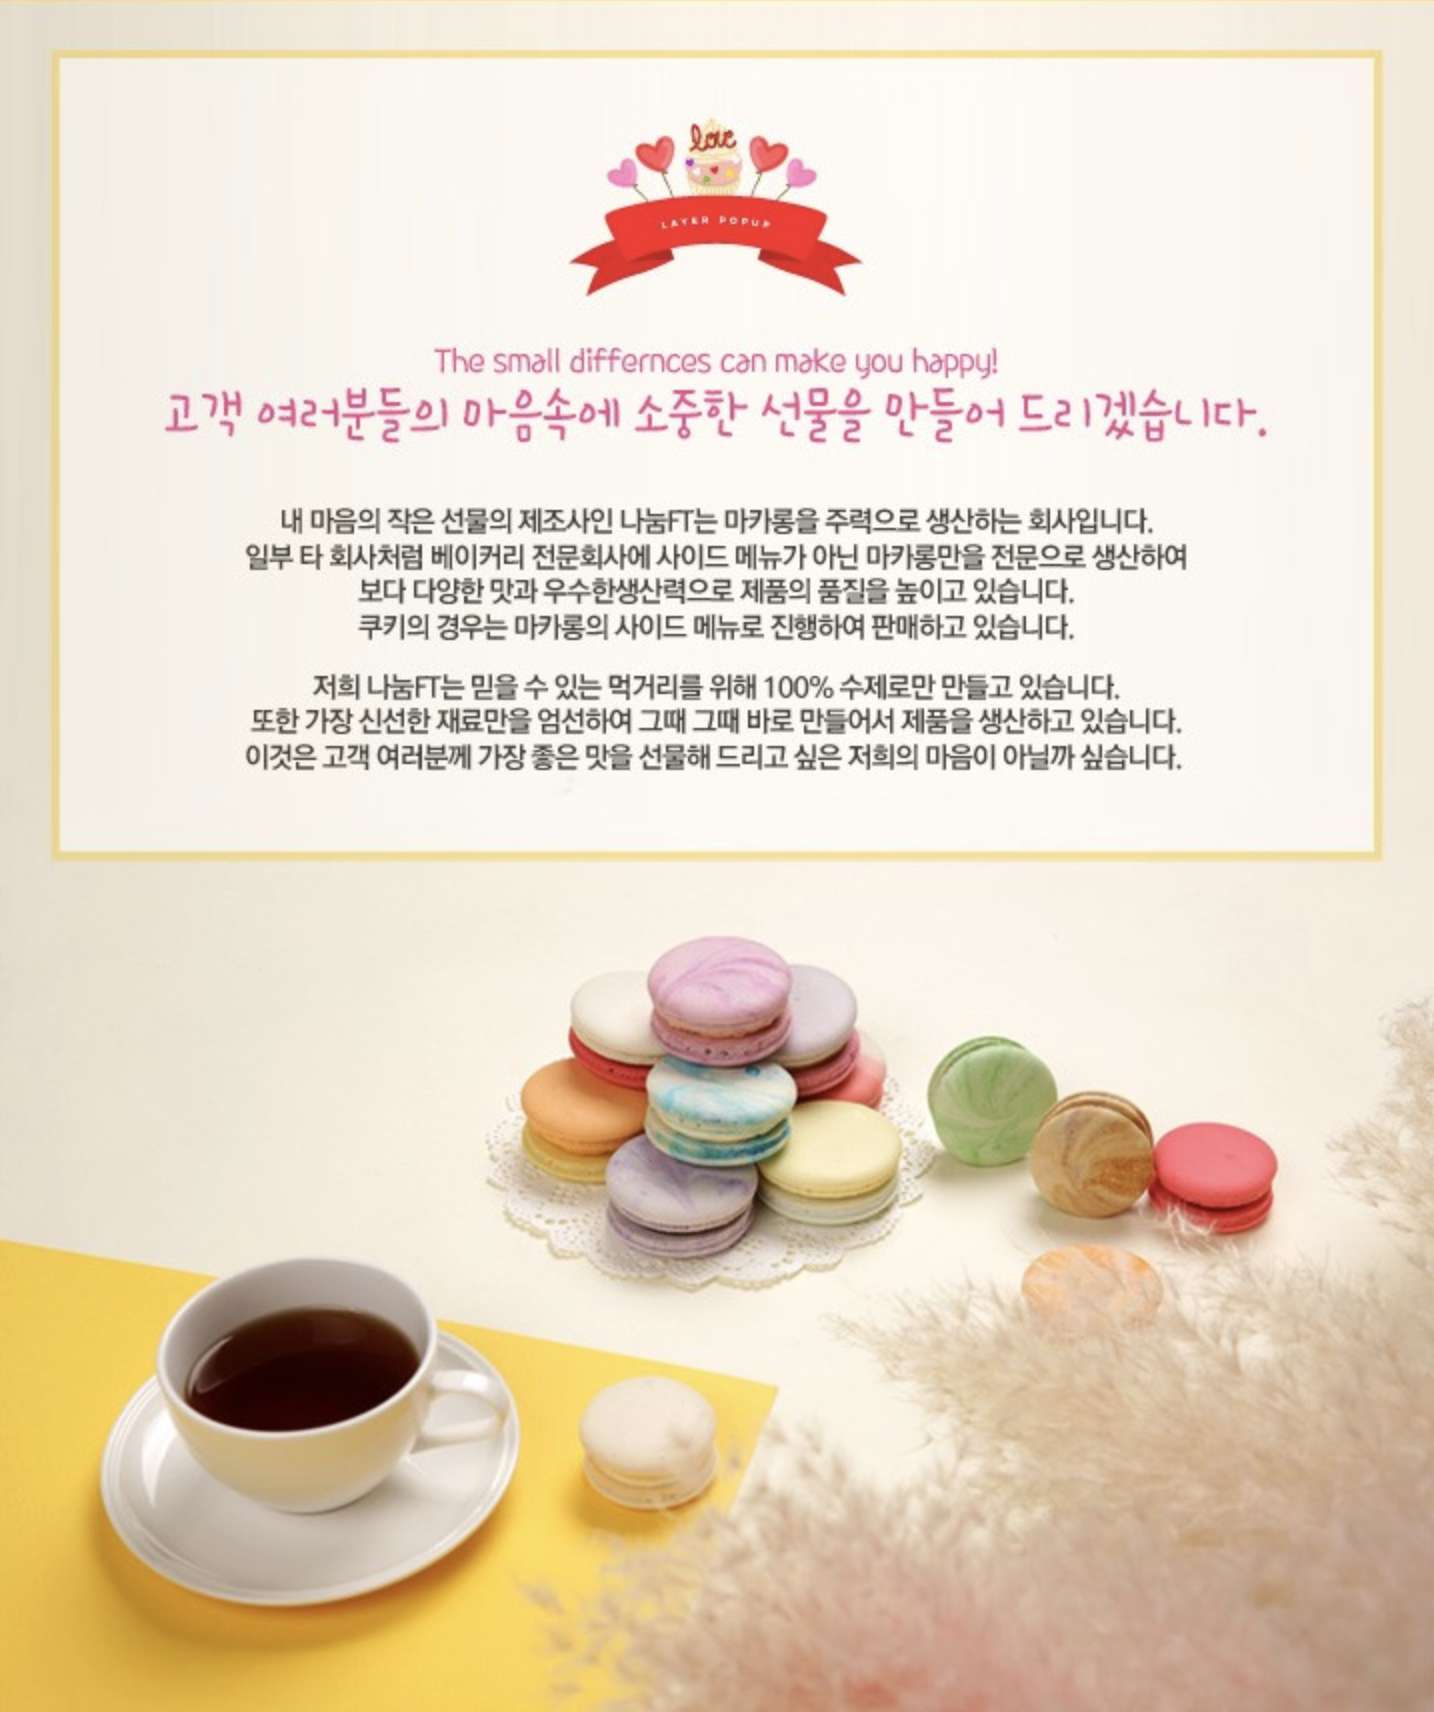 love
LAYER POPUP
The small differnces can make you happy!
고객 여러분들의 마음속에 소중한 선물을 만들어 드리겠습니다.
내 마음의 작은 선물의 제조사인 나눔FT는 마카롱을 주력으로 생산하는 회사입니다.
일부 타 회사처럼 베이커리 전문회사에 사이드 메뉴가 아닌 마카롱만을 전문으로 생산하여
보다 다양한 맛과 우수한생산력으로 제품의 품질을 높이고 있습니다.
쿠키의 경우는 마카롱의 사이드 메뉴로 진행하여 판매하고 있습니다.
저희 나눔FT는 믿을 수 있는 먹거리를 위해 100% 수제로만 만들고 있습니다.
또한 가장 신선한 재료만을 엄선하여 그때 그때 바로 만들어서 제품을 생산하고 있습니다.
이것은 고객 여러분께 가장 좋은 맛을 선물해 드리고 싶은 저희의 마음이 아닐까 싶습니다.